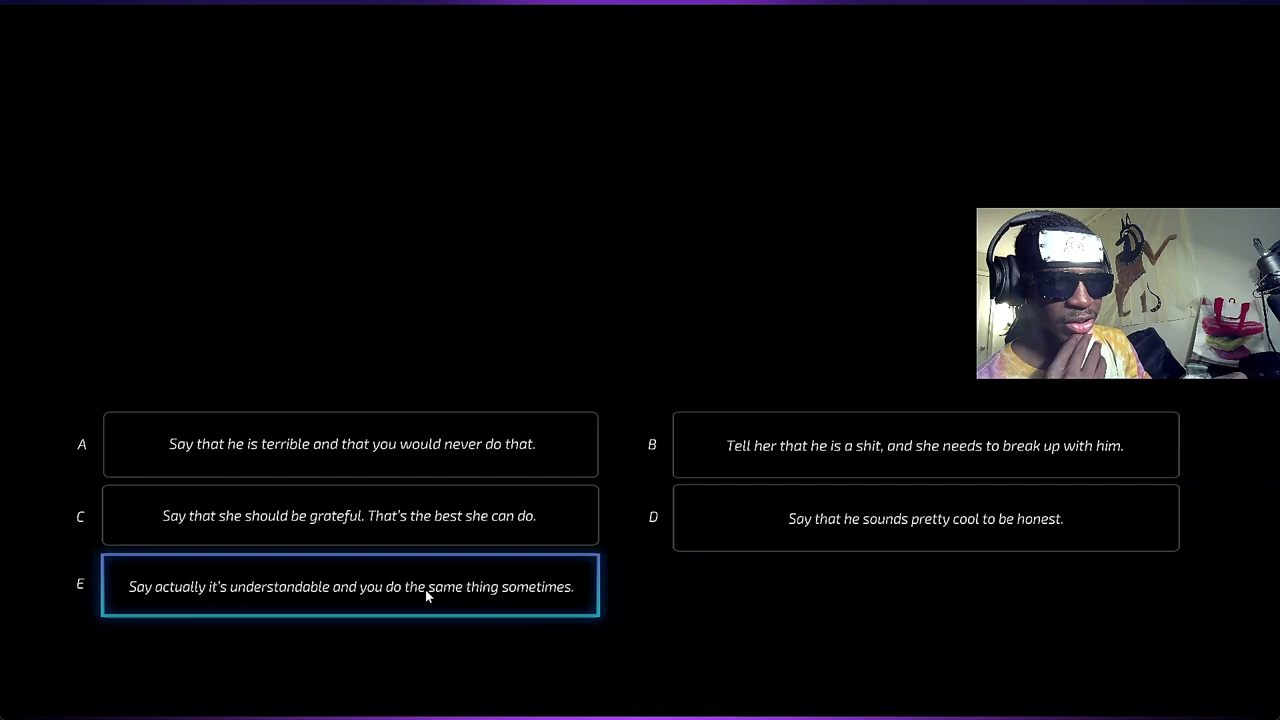 A
Say that he is terrible and that you would never do that.
B
Tell her that he is a shit, and she needs to break up with him.
C
Say that she should be grateful. That's the best she can do.
D
Say that he sounds pretty cool to be honest.
E
Say actually it's understandable and you do the same thing sometimes.